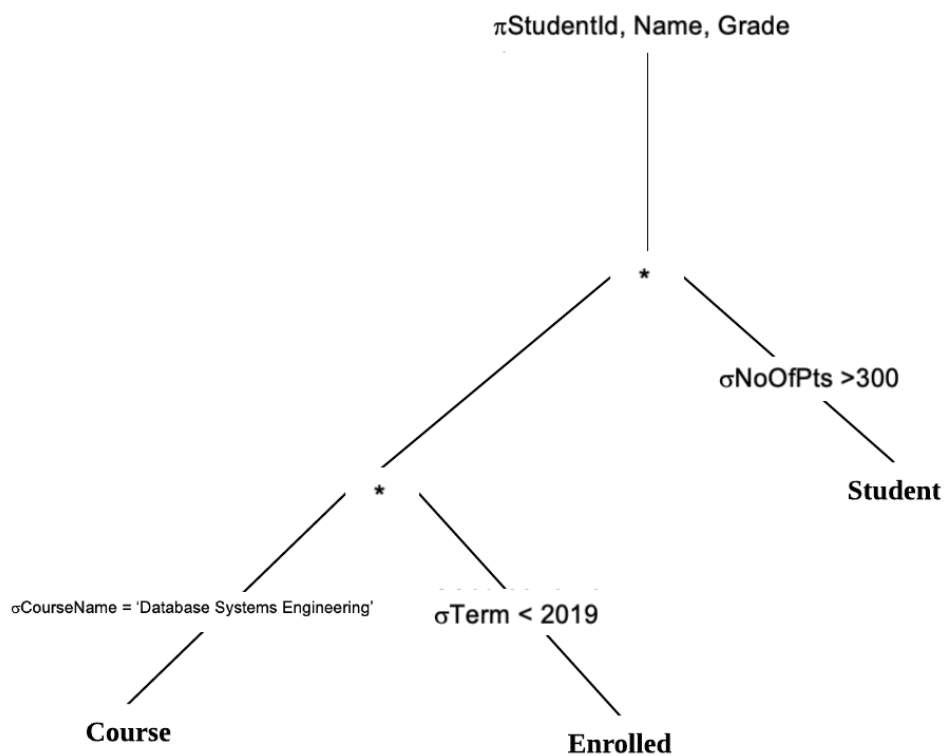 πStudentId, Name, Grade
*
σNoOfPts >300
Student
*
σCourseName = ‘Database Systems Engineering’
σTerm < 2019
Course
Enrolled